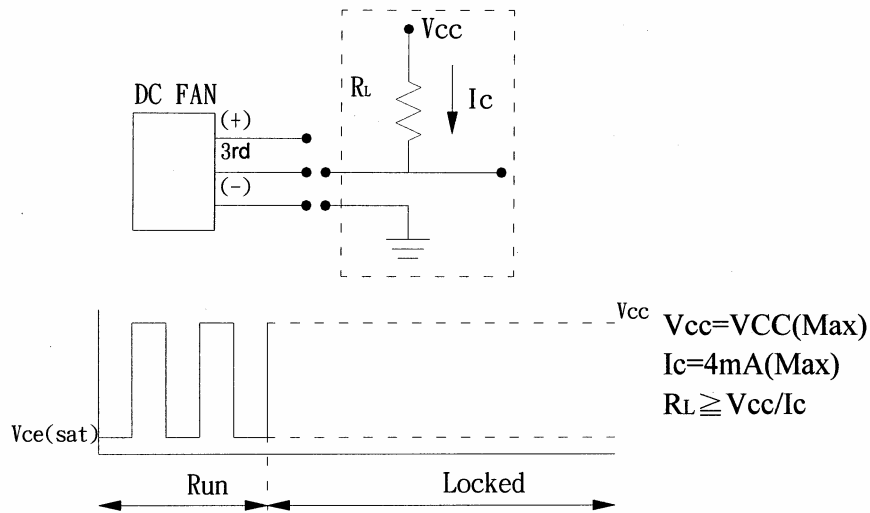 Vcc
RL
Ic
DC FAN
(+)
3rd
(-)
Vcc
Vcc=VCC(Max)
Ic=4mA(Max)
RL≧Vcc/Ic
Vce(sat)
Run
Locked